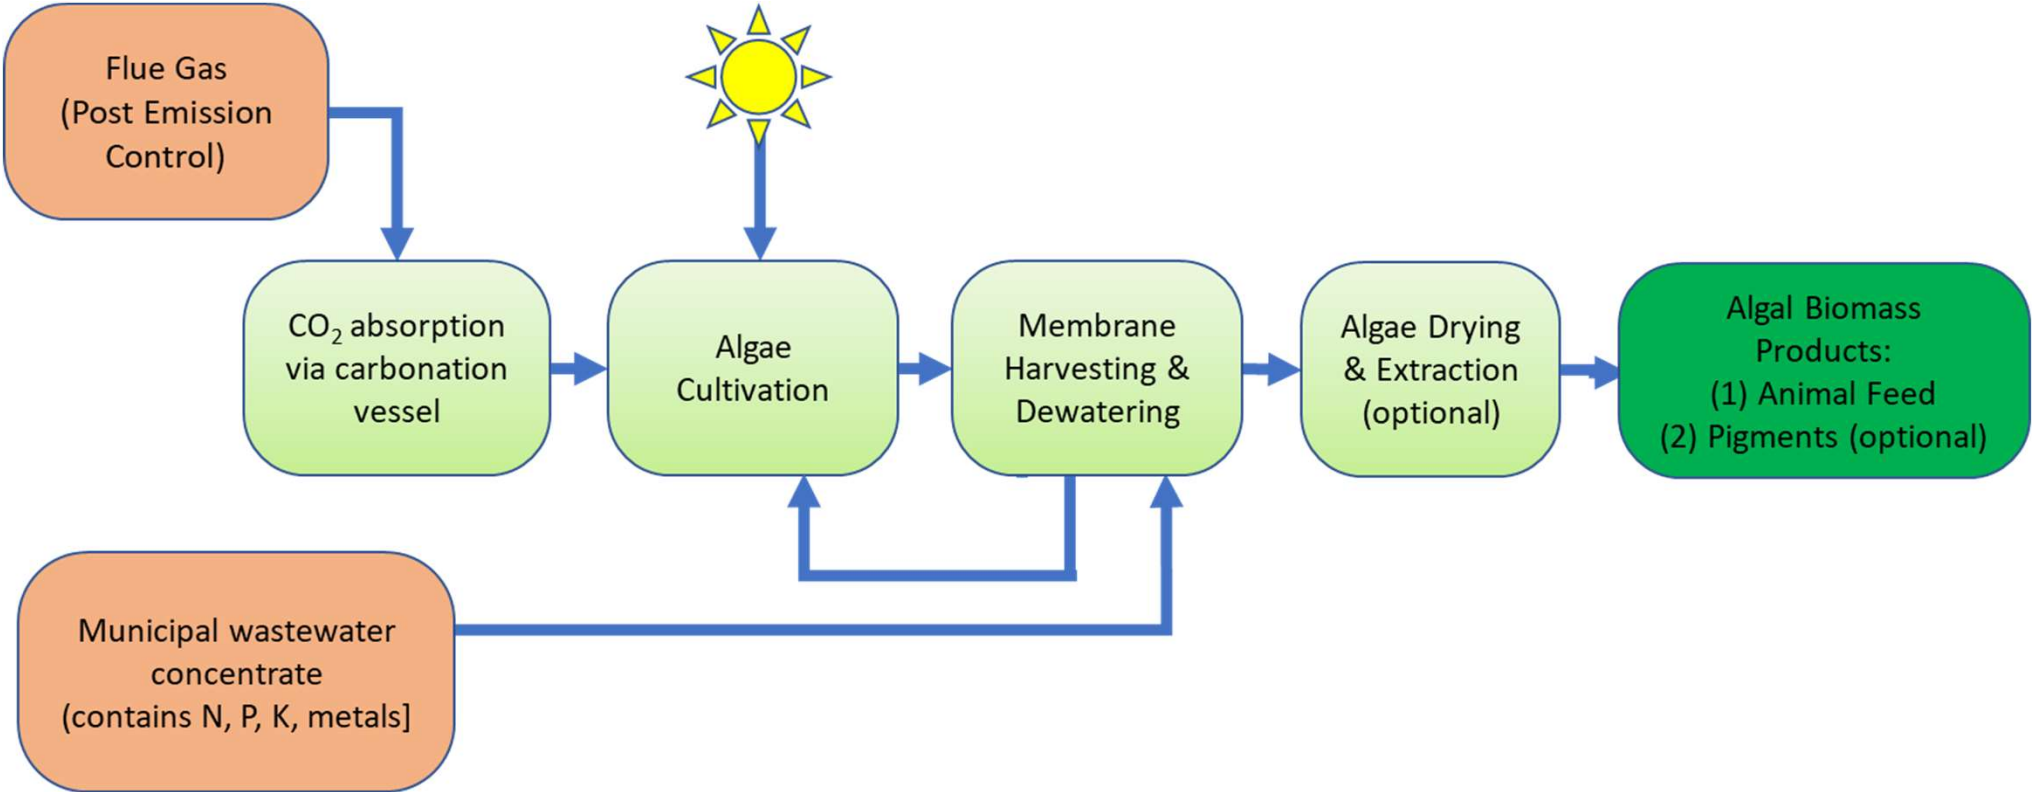 Flue Gas
(Post Emission
Control)
CO₂ absorption
via carbonation
vessel
Algae
Cultivation
Membrane
Harvesting &
Dewatering
Algae Drying
& Extraction
(optional)
Algal Biomass
Products:
(1) Animal Feed
(2) Pigments (optional)
Municipal wastewater
concentrate
(contains N, P, K, metals]